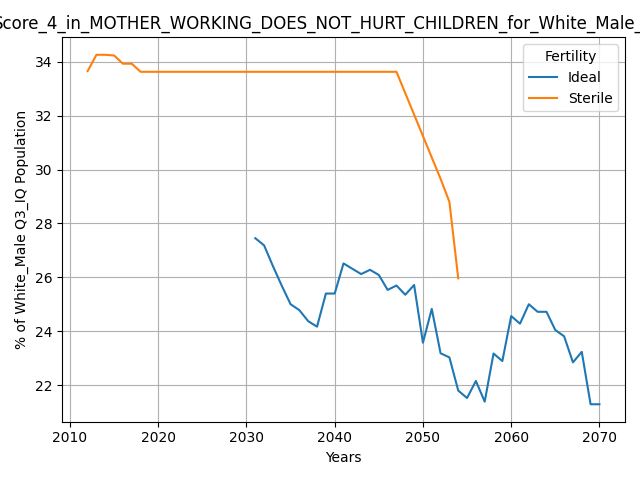 Score_4_in_MOTHER_WORKING_DOES_NOT_HURT_CHILDREN_for_White_Male_
34
32
30
28
26
24
22
% of White_Male Q3_IQ Population
Fertility
Ideal
Sterile
2010 2020 2030 2040 2050 2060 2070
Years